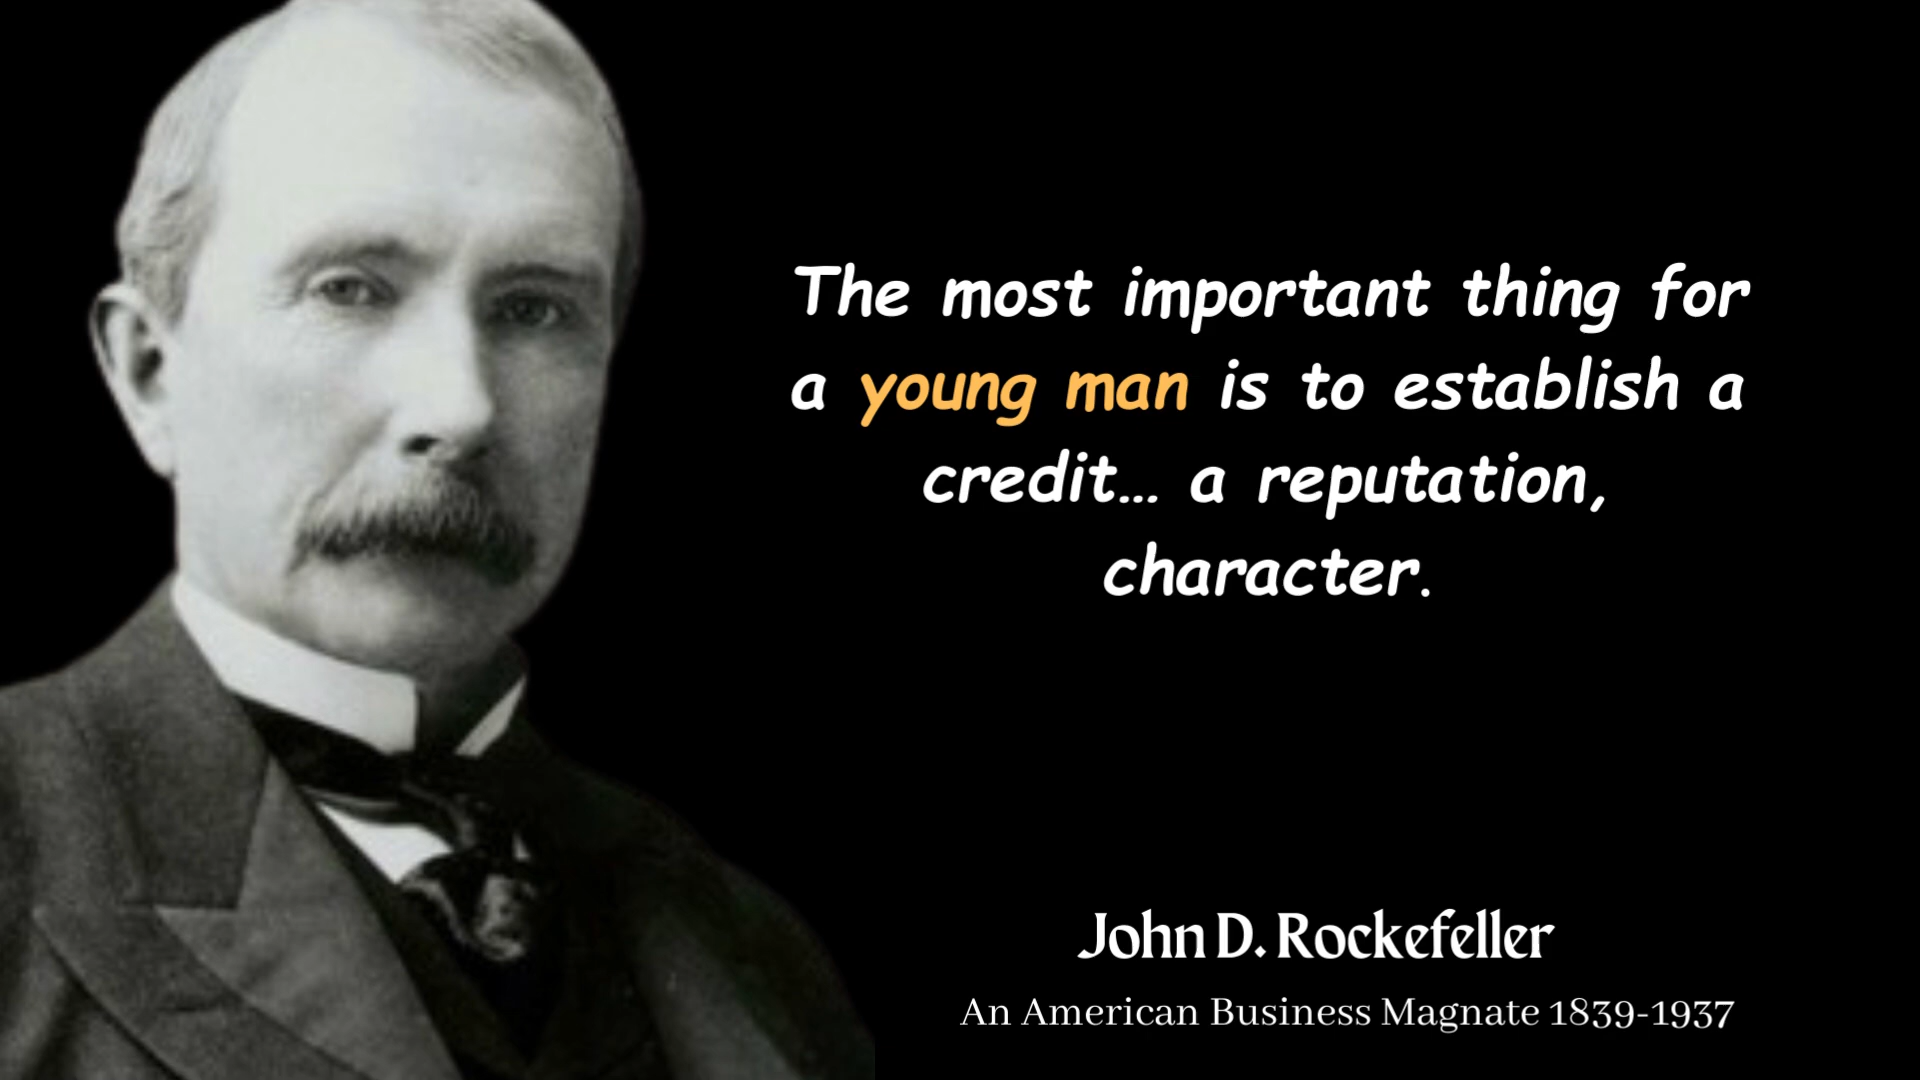 The most important thing for
a young man is to establish a
credit... a reputation,
character.
John D. Rockefeller
An American Business Magnate 1839-1937